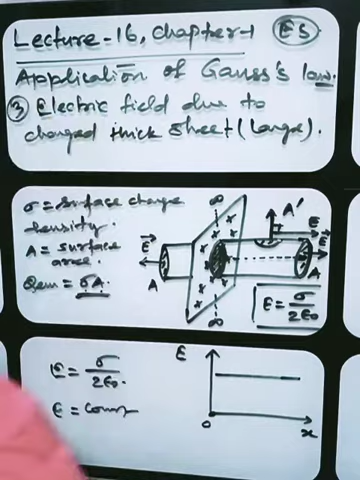 Lecture-16, chapter-1 ES
Application of Gauss's law.
③ Electric field due to
charged thick sheet (large).
σ = surface charge
density.
A = surface
area.
Qen = σA.
∞
A'
E
E
E
A
A
E = σ/2ε₀
∞
E = σ/2ε₀.
E = const
E
0
x